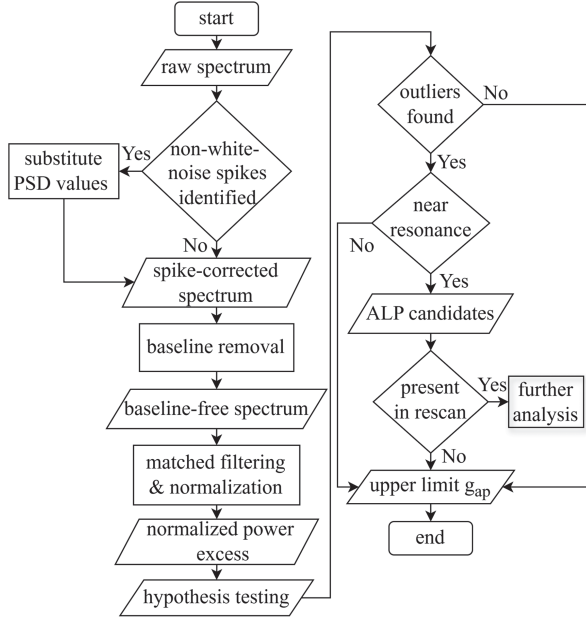 start
raw spectrum
non-white-
noise spikes
identified
Yes
substitute
PSD values
No
spike-corrected
spectrum
baseline removal
baseline-free spectrum
matched filtering
& normalization
normalized power
excess
hypothesis testing
outliers
found
No
Yes
near
resonance
No
Yes
ALP candidates
present
in rescan
Yes
further
analysis
No
upper limit gap
end